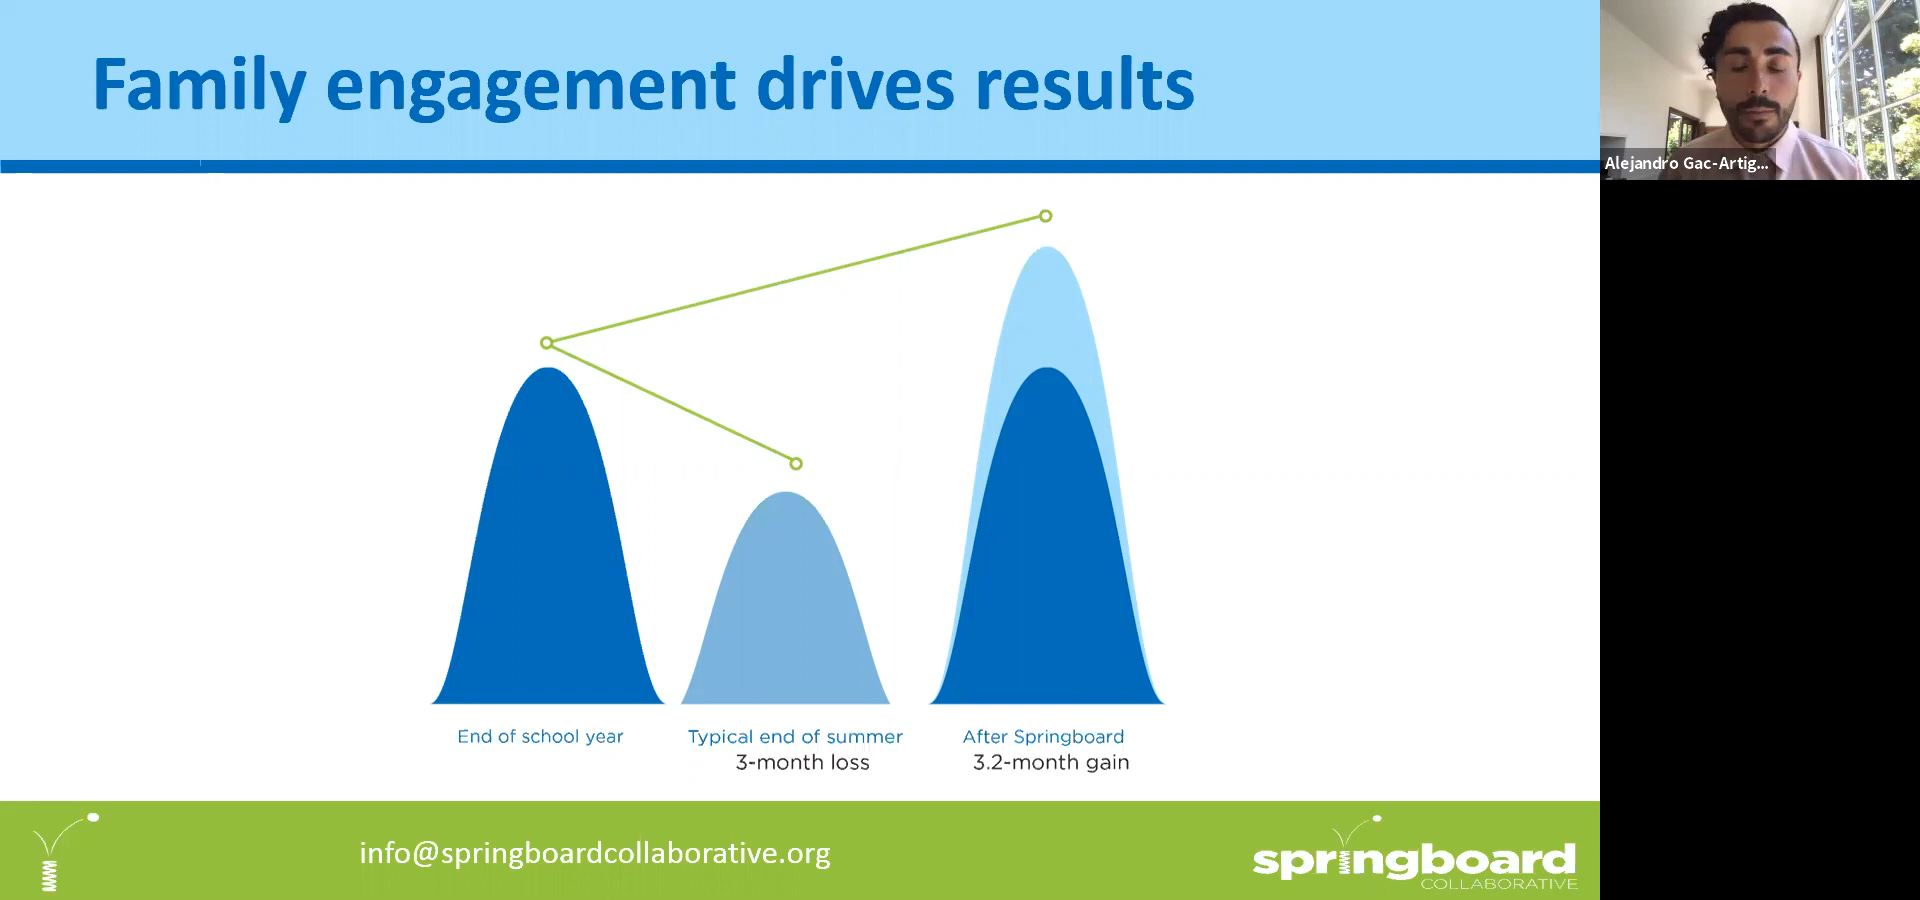 Family engagement drives results
Alejandro Gac-Artig...
End of school year
Typical end of summer
3-month loss
After Springboard
3.2-month gain
info@springboardcollaborative.org
springboard
COLLABORATIVE